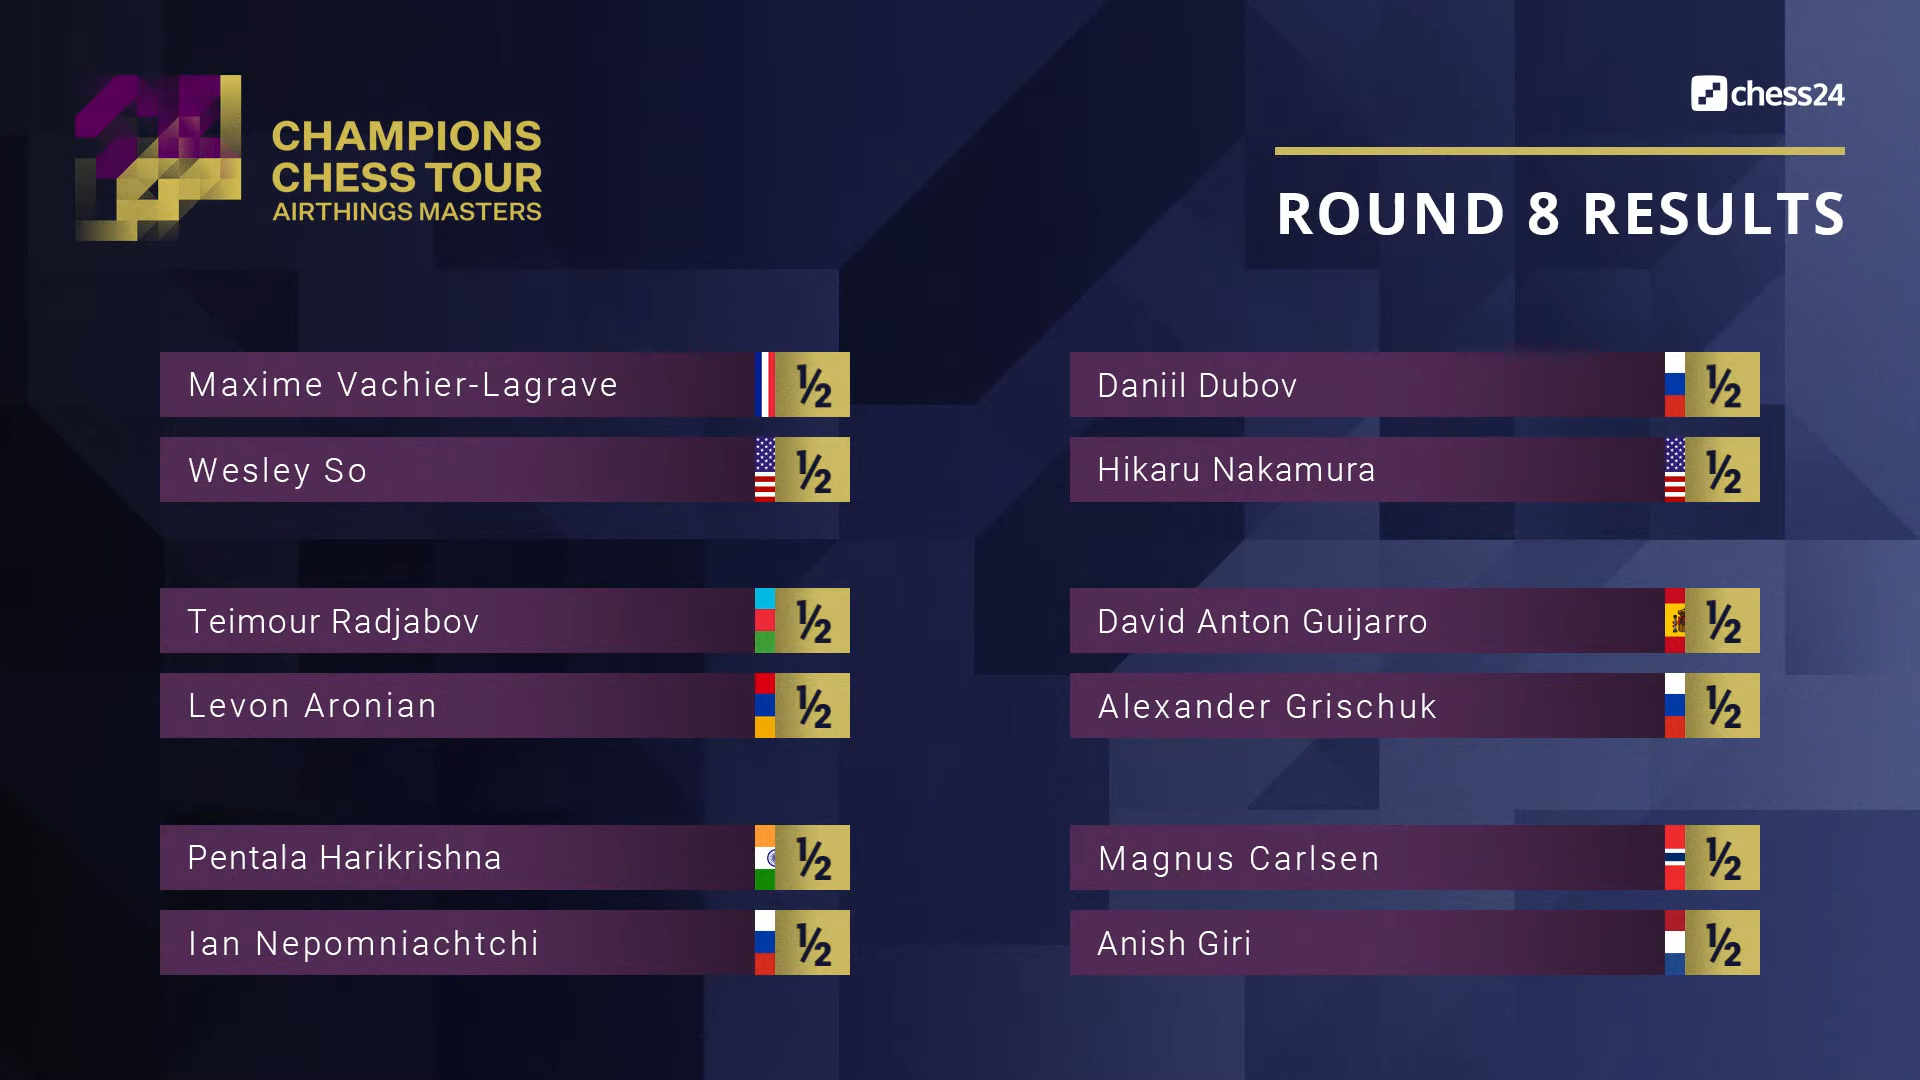 CHAMPIONS
CHESS TOUR
AIRTHINGS MASTERS
chess24
ROUND 8 RESULTS
Maxime Vachier-Lagrave ½
Wesley So ½
Daniil Dubov ½
Hikaru Nakamura ½
Teimour Radjabov ½
Levon Aronian ½
David Anton Guijarro ½
Alexander Grischuk ½
Pentala Harikrishna ½
Ian Nepomniachtchi ½
Magnus Carlsen ½
Anish Giri ½